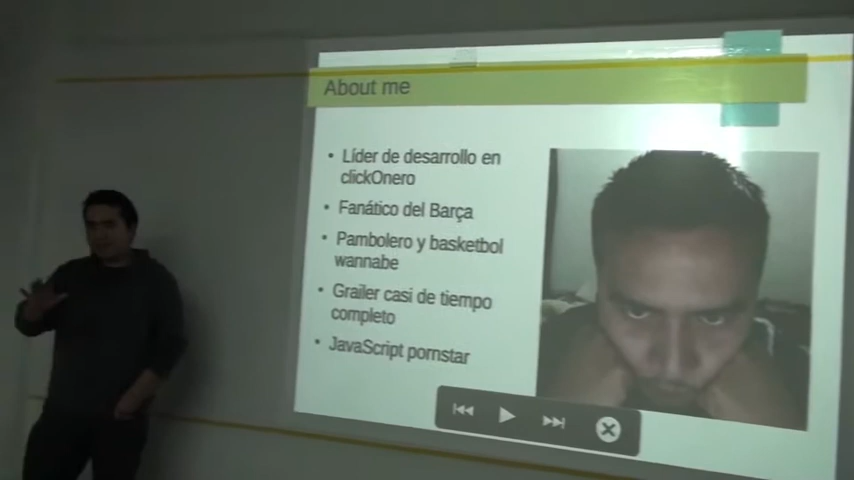 About me
• Líder de desarrollo en
clickOnero
• Fanático del Barça
• Pambolero y basketbol
wannabe
• Grailer casi de tiempo
completo
• JavaScript pornstar